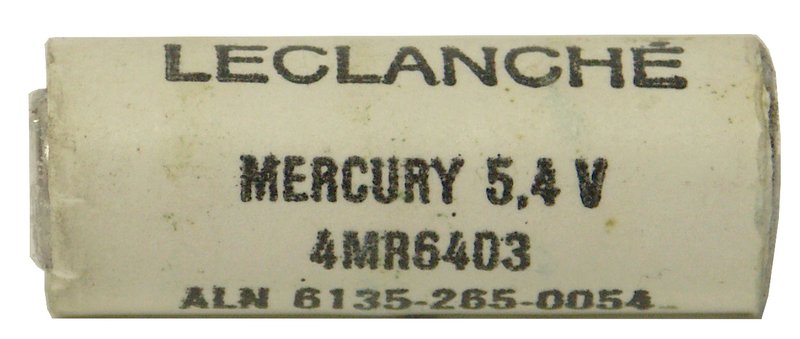 LECLANCHÉ
MERCURY 5,4 V
4MR6403
ALN 6135-265-0054